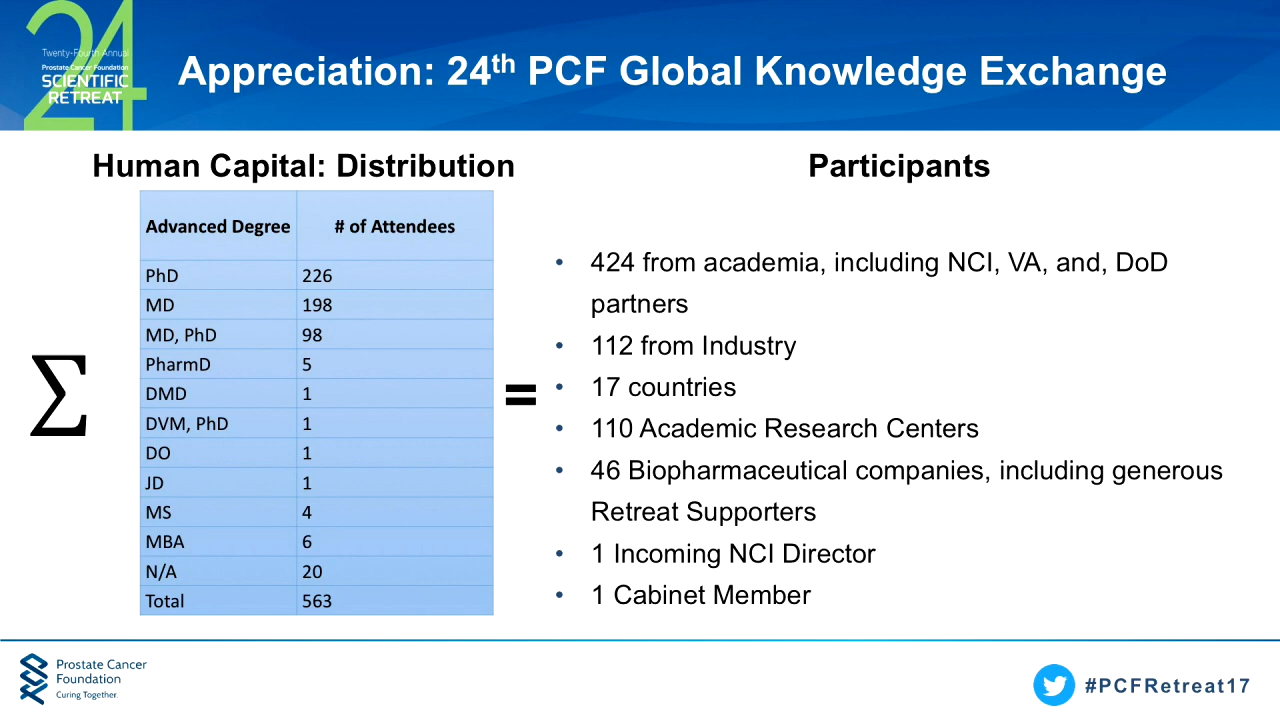 24
Twenty-Fourth Annual
Prostate Cancer Foundation
SCIENTIFIC
RETREAT
Appreciation: 24th PCF Global Knowledge Exchange
Human Capital: Distribution
Participants
Advanced Degree # of Attendees
PhD 226
MD 198
MD, PhD 98
PharmD 5
DMD 1
DVM, PhD 1
DO 1
JD 1
MS 4
MBA 6
N/A 20
Total 563
∑
=
• 424 from academia, including NCI, VA, and, DoD
partners
• 112 from Industry
• 17 countries
• 110 Academic Research Centers
• 46 Biopharmaceutical companies, including generous
Retreat Supporters
• 1 Incoming NCI Director
• 1 Cabinet Member
Prostate Cancer
Foundation
Curing Together.
#PCFRetreat17